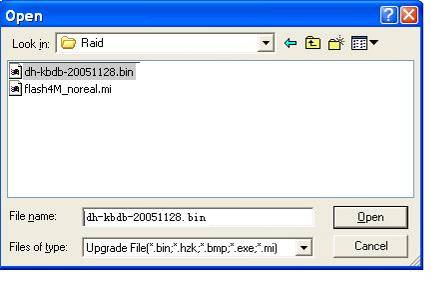 Open
Look in: Raid
dh-kbdb-20051128.bin
flash4M_noreal.mi
File name: dh-kbdb-20051128.bin Open
Files of type: Upgrade File(*.bin;*.hzk;*.bmp;*.exe;*.mi) Cancel